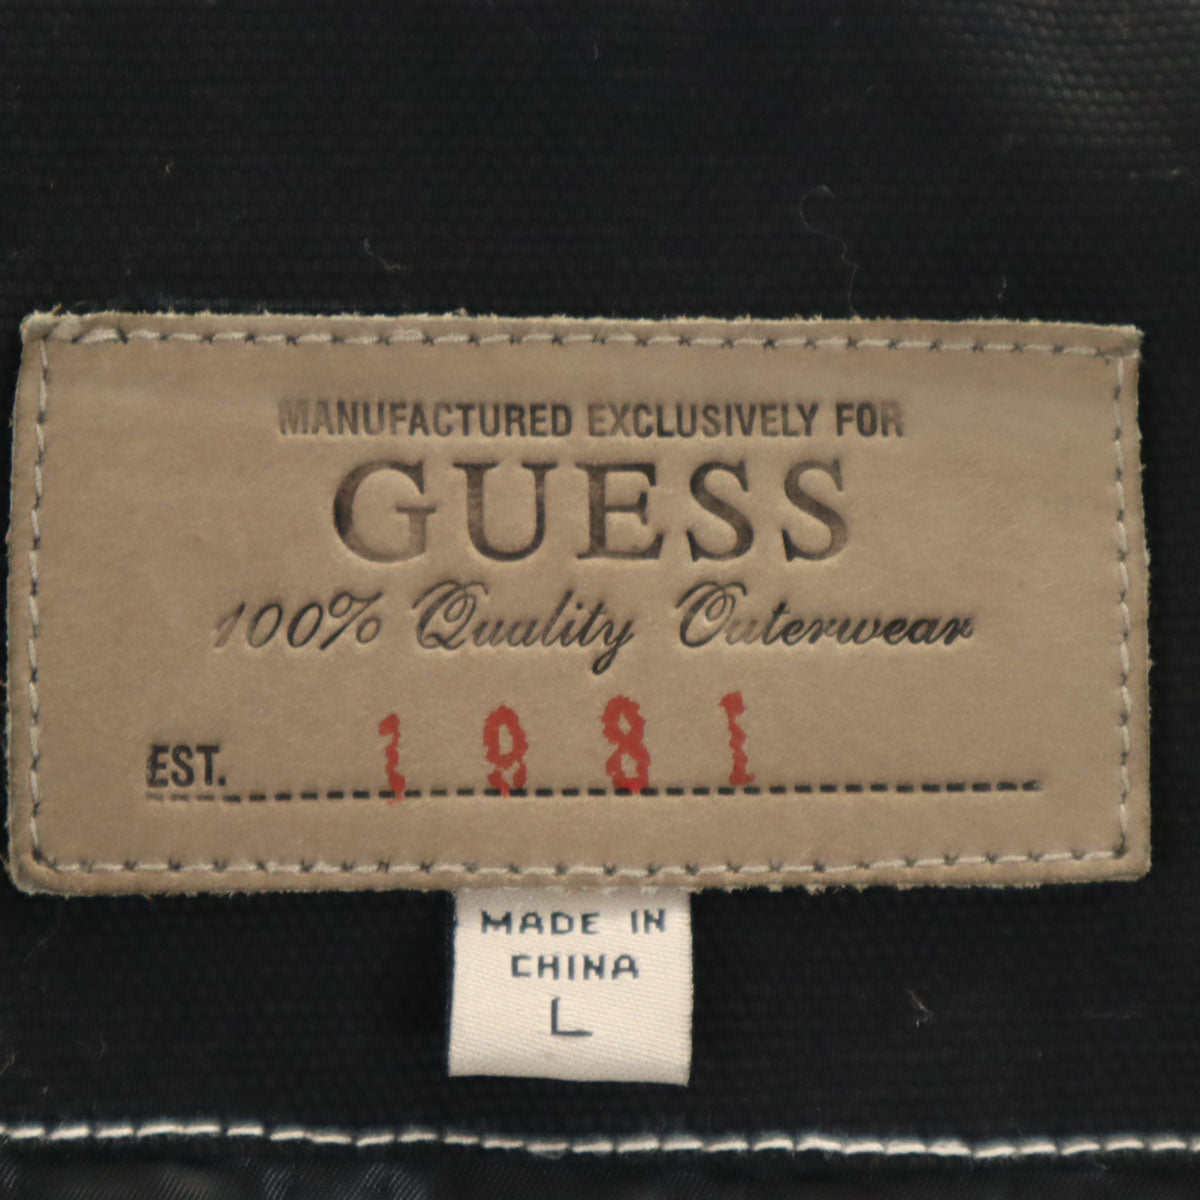 MANUFACTURED EXCLUSIVELY FOR
GUESS
100% Quality Outerwear
EST. 1981
MADE IN
CHINA
L